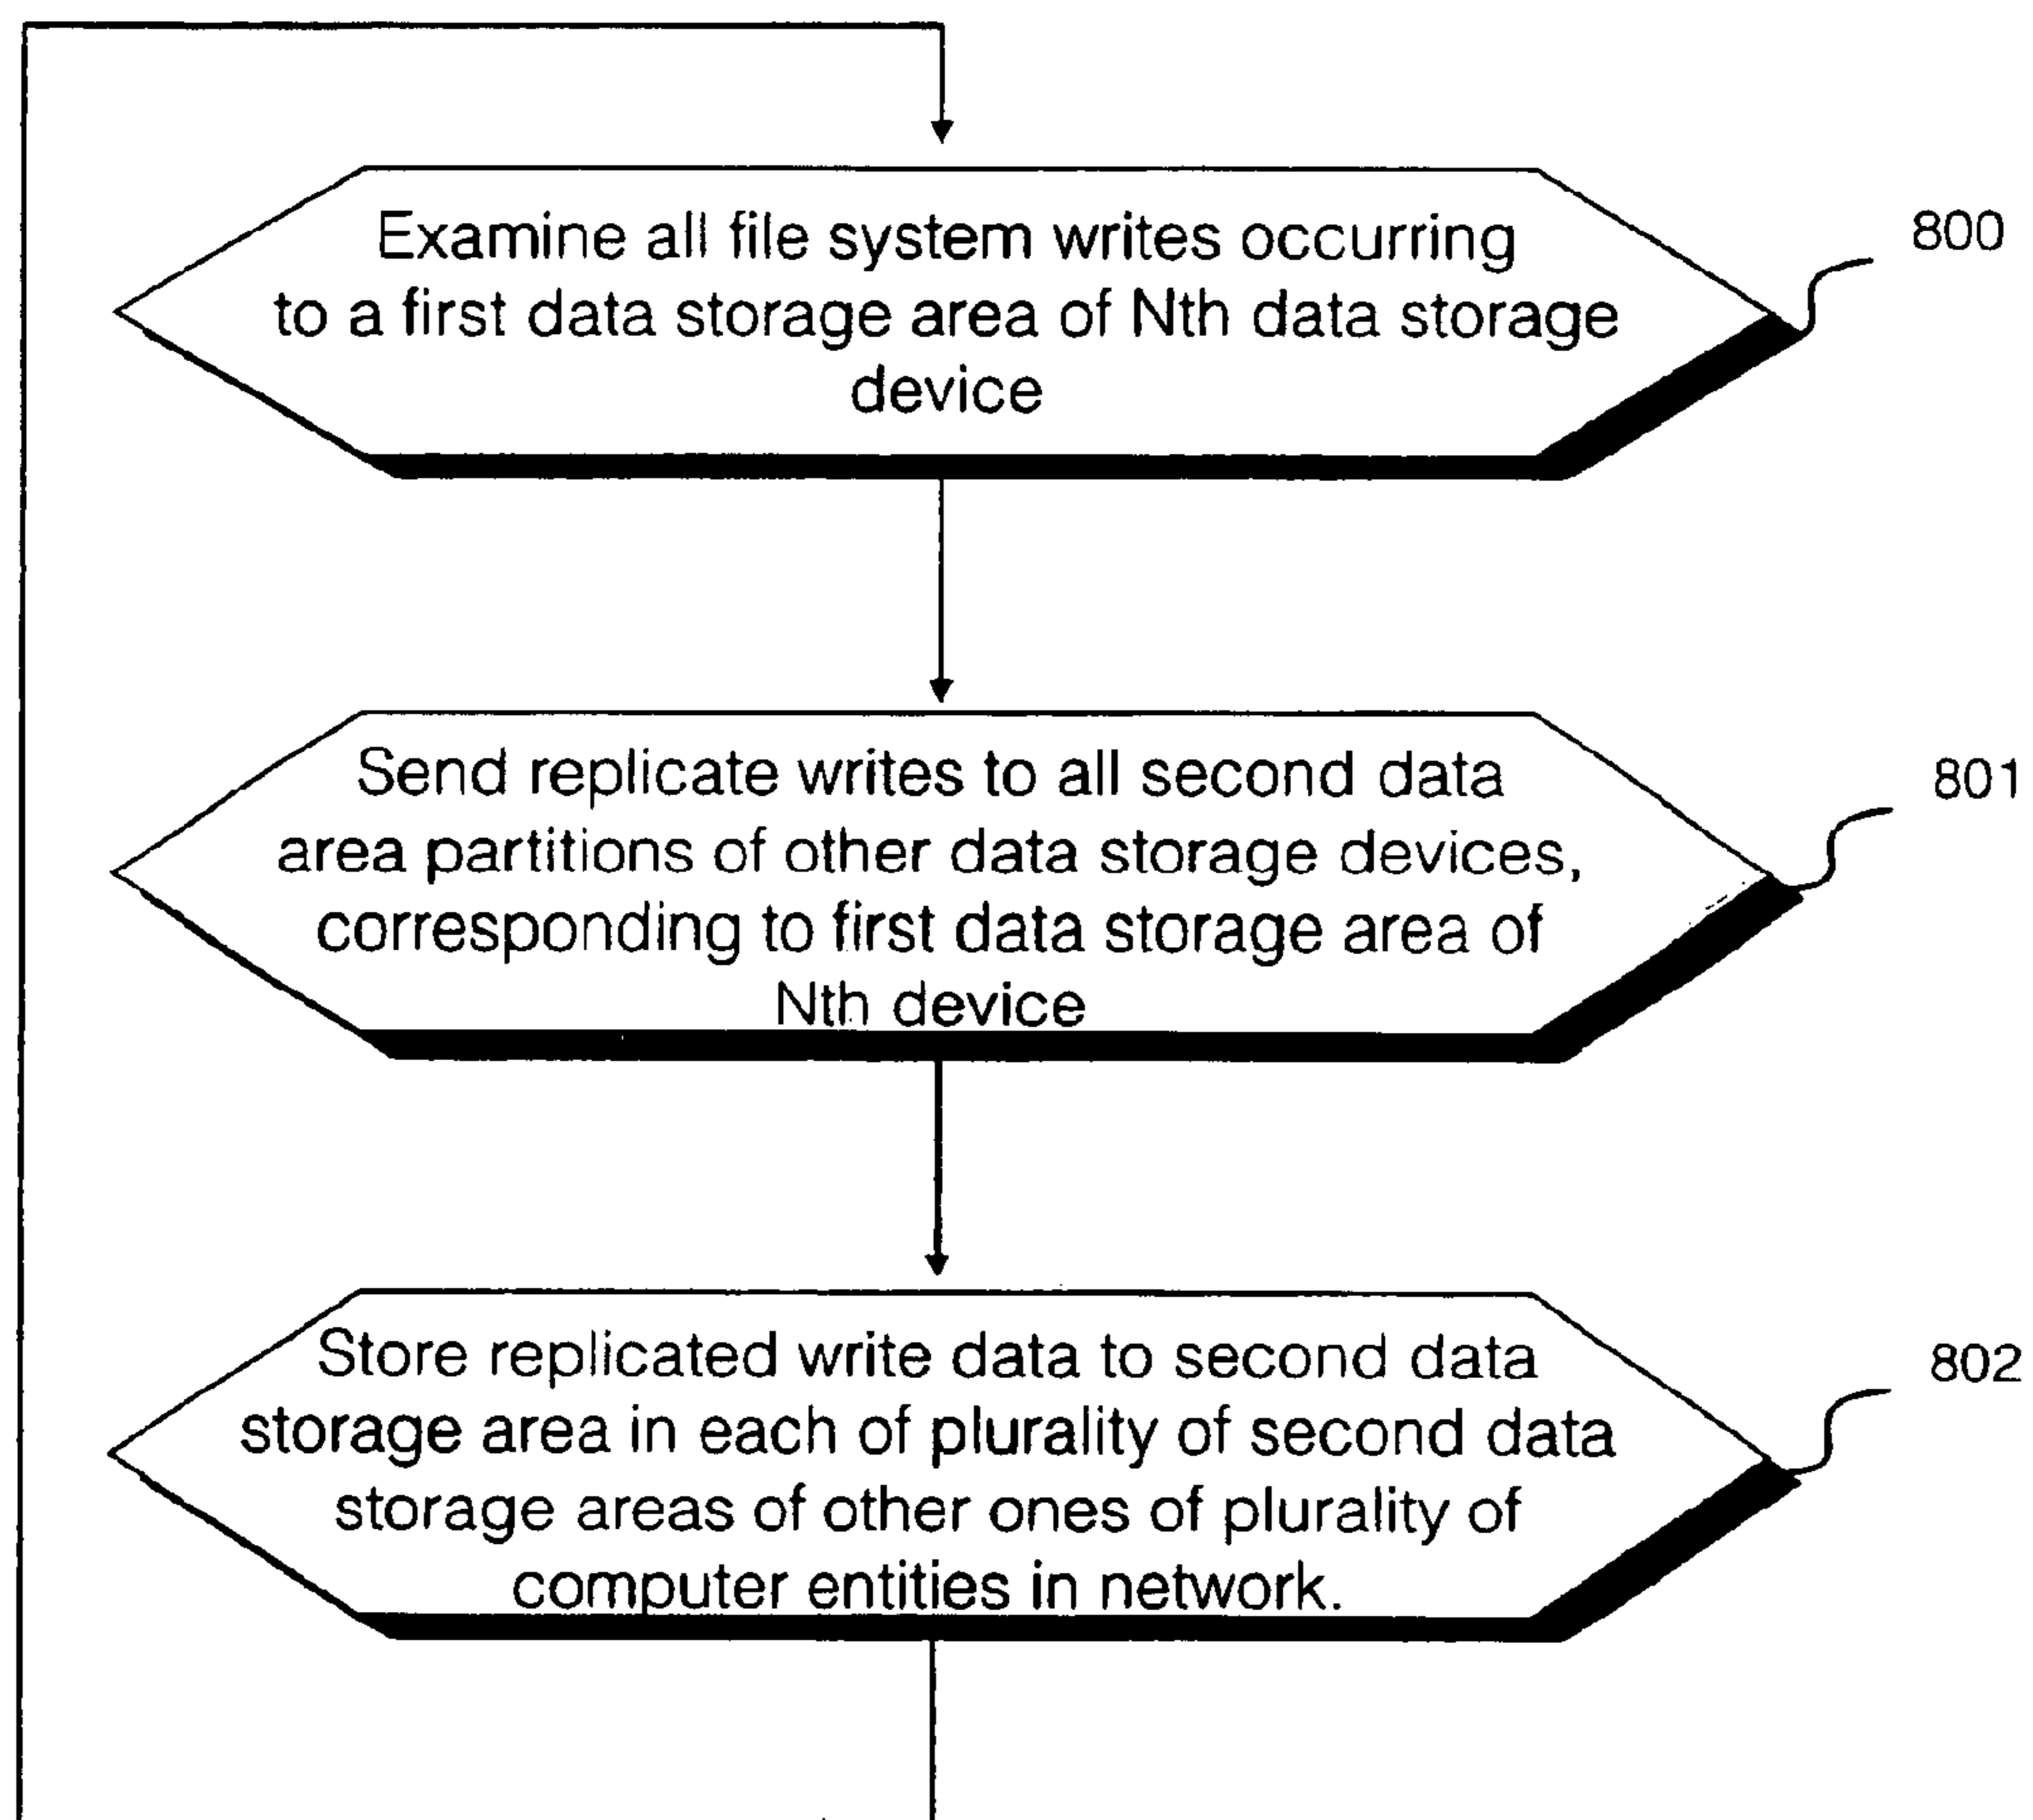 Examine all file system writes occurring
to a first data storage area of Nth data storage
device
800
Send replicate writes to all second data
area partitions of other data storage devices,
corresponding to first data storage area of
Nth device
801
Store replicated write data to second data
storage area in each of plurality of second data
storage areas of other ones of plurality of
computer entities in network.
802